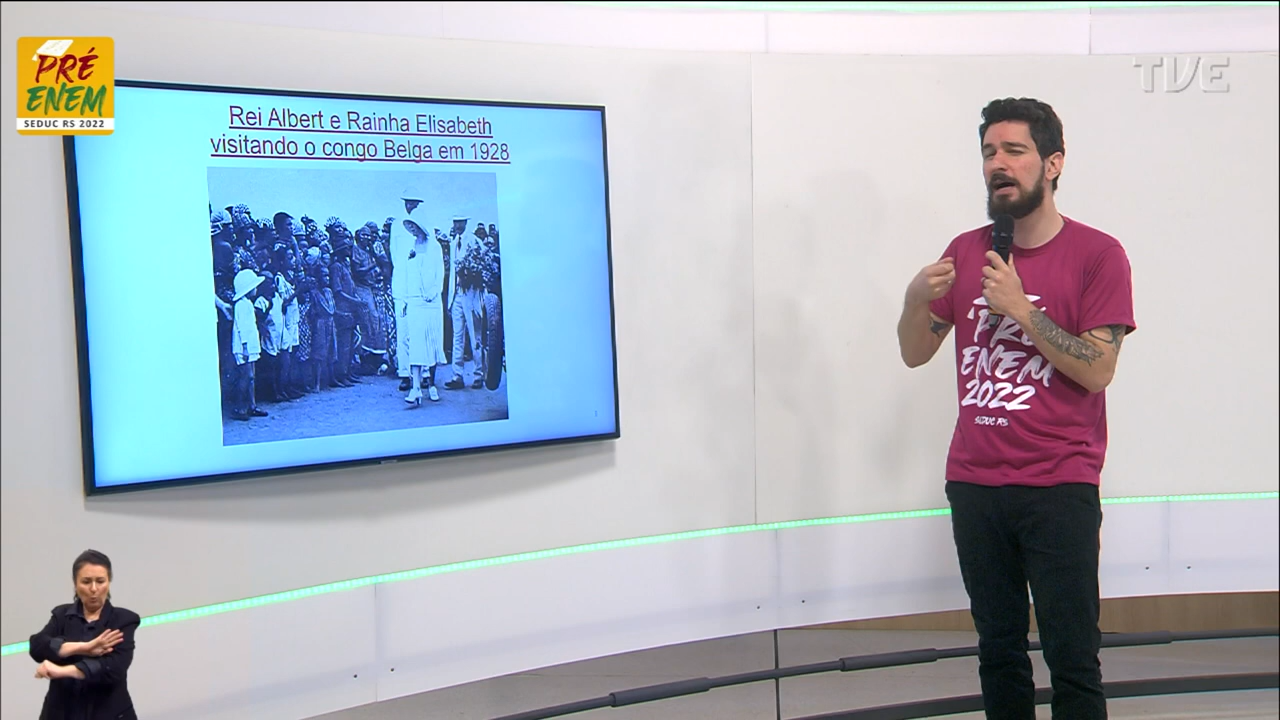 PRÉ
ENEM
SEDUC RS 2022
TVE
Rei Albert e Rainha Elisabeth
visitando o congo Belga em 1928
PRÉ
ENEM
2022
SEDUC RS